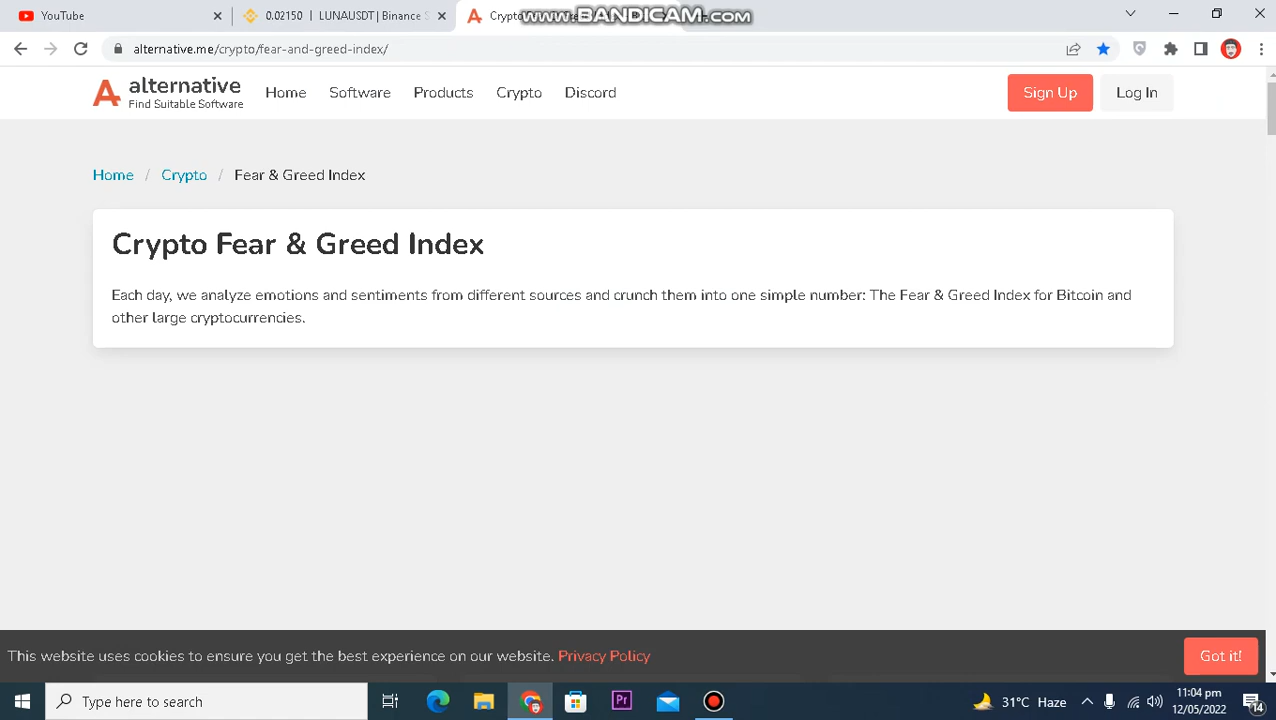 YouTube
0.02150 | LUNAUSDT | Binance S
Crypto
WWW.BANDICAM.COM
alternative.me/crypto/fear-and-greed-index/
alternative
Find Suitable Software
Home
Software
Products
Crypto
Discord
Sign Up
Log In
Home / Crypto / Fear & Greed Index
Crypto Fear & Greed Index
Each day, we analyze emotions and sentiments from different sources and crunch them into one simple number: The Fear & Greed Index for Bitcoin and
other large cryptocurrencies.
This website uses cookies to ensure you get the best experience on our website. Privacy Policy
Got it!
Type here to search
Pr
31°C Haze
11:04 pm
12/05/2022
14